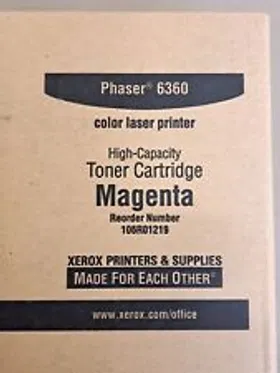 Phaser® 6360
color laser printer
High-Capacity
Toner Cartridge
Magenta
Reorder Number
106R01219
XEROX PRINTERS & SUPPLIES
MADE FOR EACH OTHER®
www.xerox.com/office